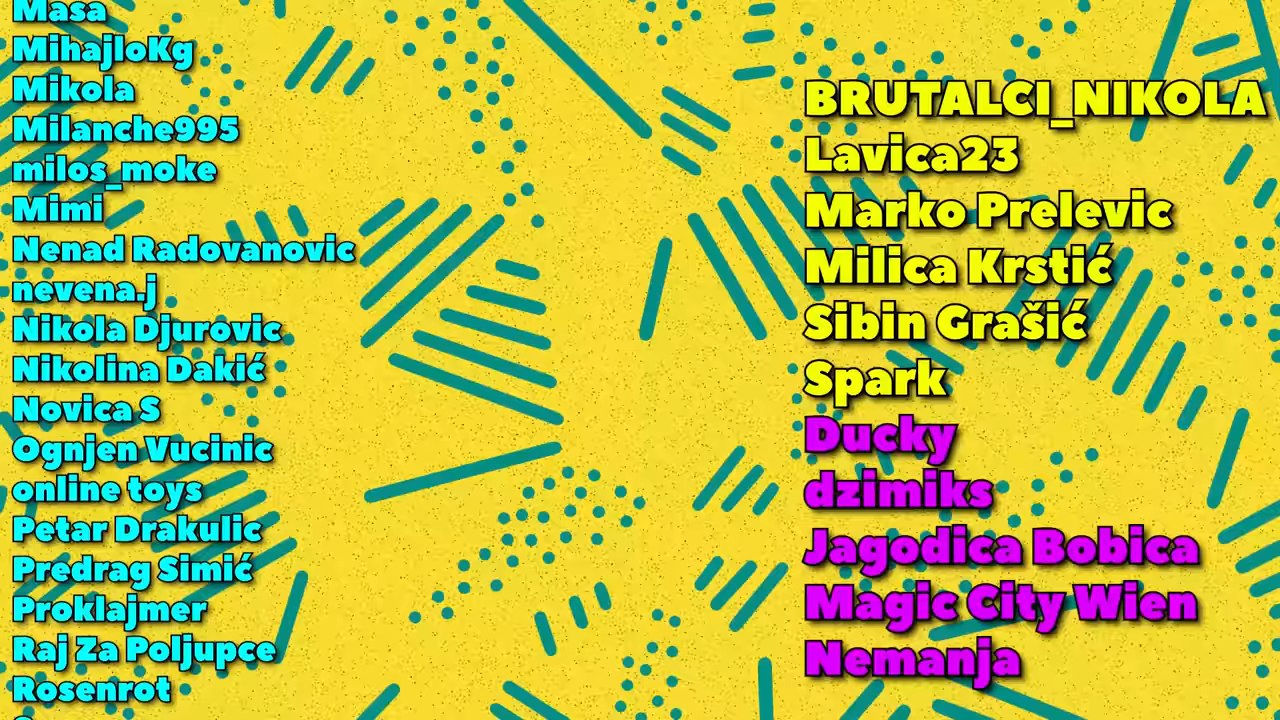 Masa
MihajloKg
Mikola
Milanche995
milos_moke
Mimi
Nenad Radovanovic
nevena.j
Nikola Djurovic
Nikolina Dakić
Novica S
Ognjen Vucinic
online toys
Petar Drakulic
Predrag Simić
Proklajmer
Raj Za Poljupce
Rosenrot
BRUTALCI_NIKOLA
Lavica23
Marko Prelevic
Milica Krstić
Sibin Grašić
Spark
Ducky
dzimiks
Jagodica Bobica
Magic City Wien
Nemanja